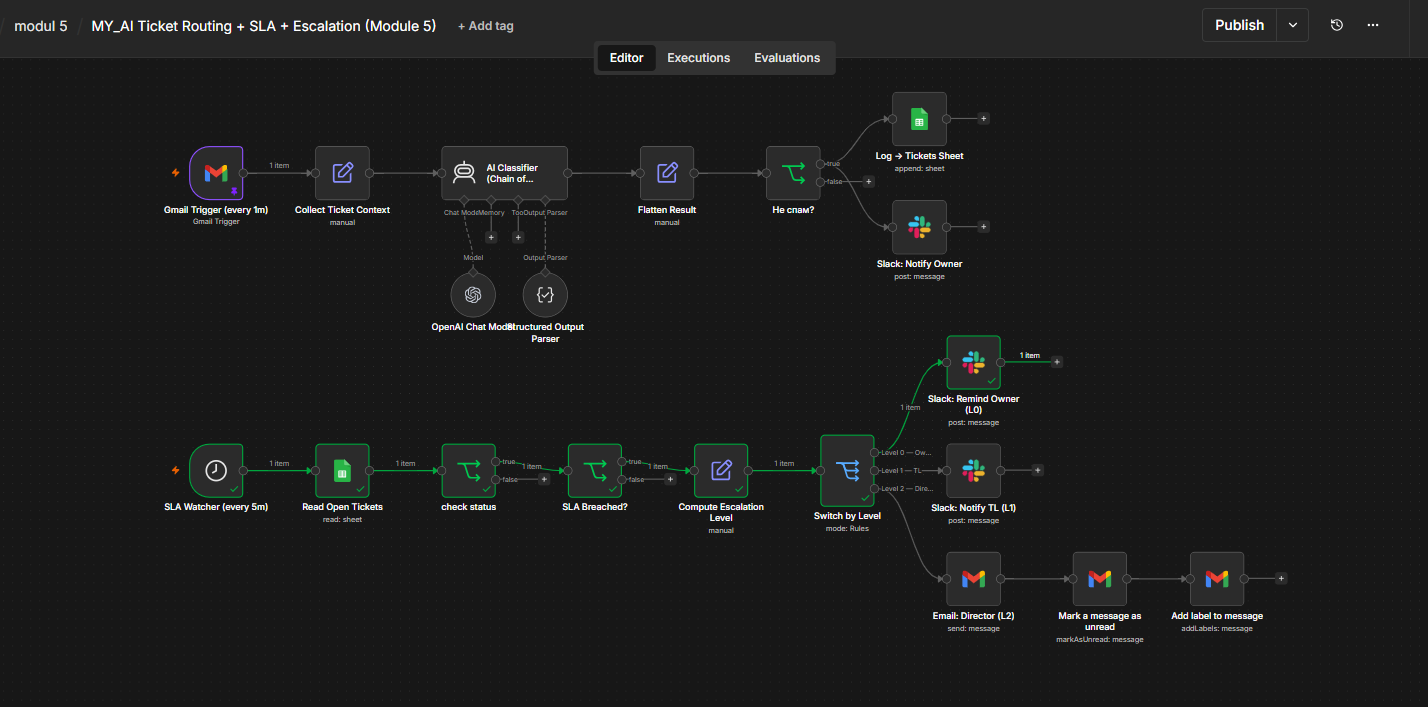 modul 5 / MY_AI Ticket Routing + SLA + Escalation (Module 5) + Add tag
Publish
Editor Executions Evaluations
Gmail Trigger (every 1m)
Gmail Trigger
1 item
Collect Ticket Context
manual
AI Classifier
(Chain of...
Chat Model
Memory
Too
Output Parser
Model
Output Parser
OpenAI Chat Model
Structured Output
Parser
Flatten Result
manual
Не спам?
true
false
Log → Tickets Sheet
append: sheet
Slack: Notify Owner
post: message
SLA Watcher (every 5m)
1 item
Read Open Tickets
read: sheet
1 item
check status
true
false
1 item
SLA Breached?
true
false
1 item
Compute Escalation
Level
manual
1 item
Switch by Level
mode: Rules
Level 0 — Ow...
Level 1 — TL
Level 2 — Dire...
1 item
Slack: Remind Owner
(L0)
post: message
1 item
Slack: Notify TL (L1)
post: message
Email: Director (L2)
send: message
Mark a message as
unread
markAsUnread: message
Add label to message
addLabels: message